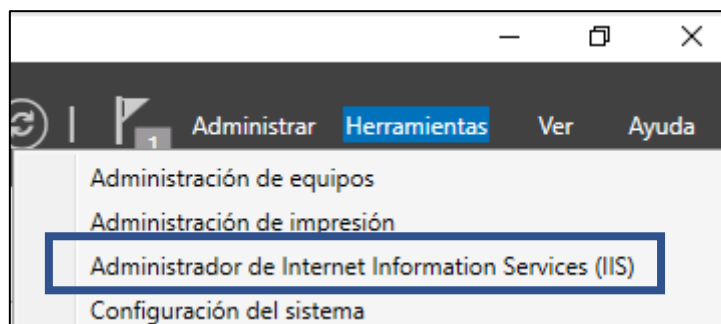 1
Administrar Herramientas Ver Ayuda
Administración de equipos
Administración de impresión
Administrador de Internet Information Services (IIS)
Configuración del sistema